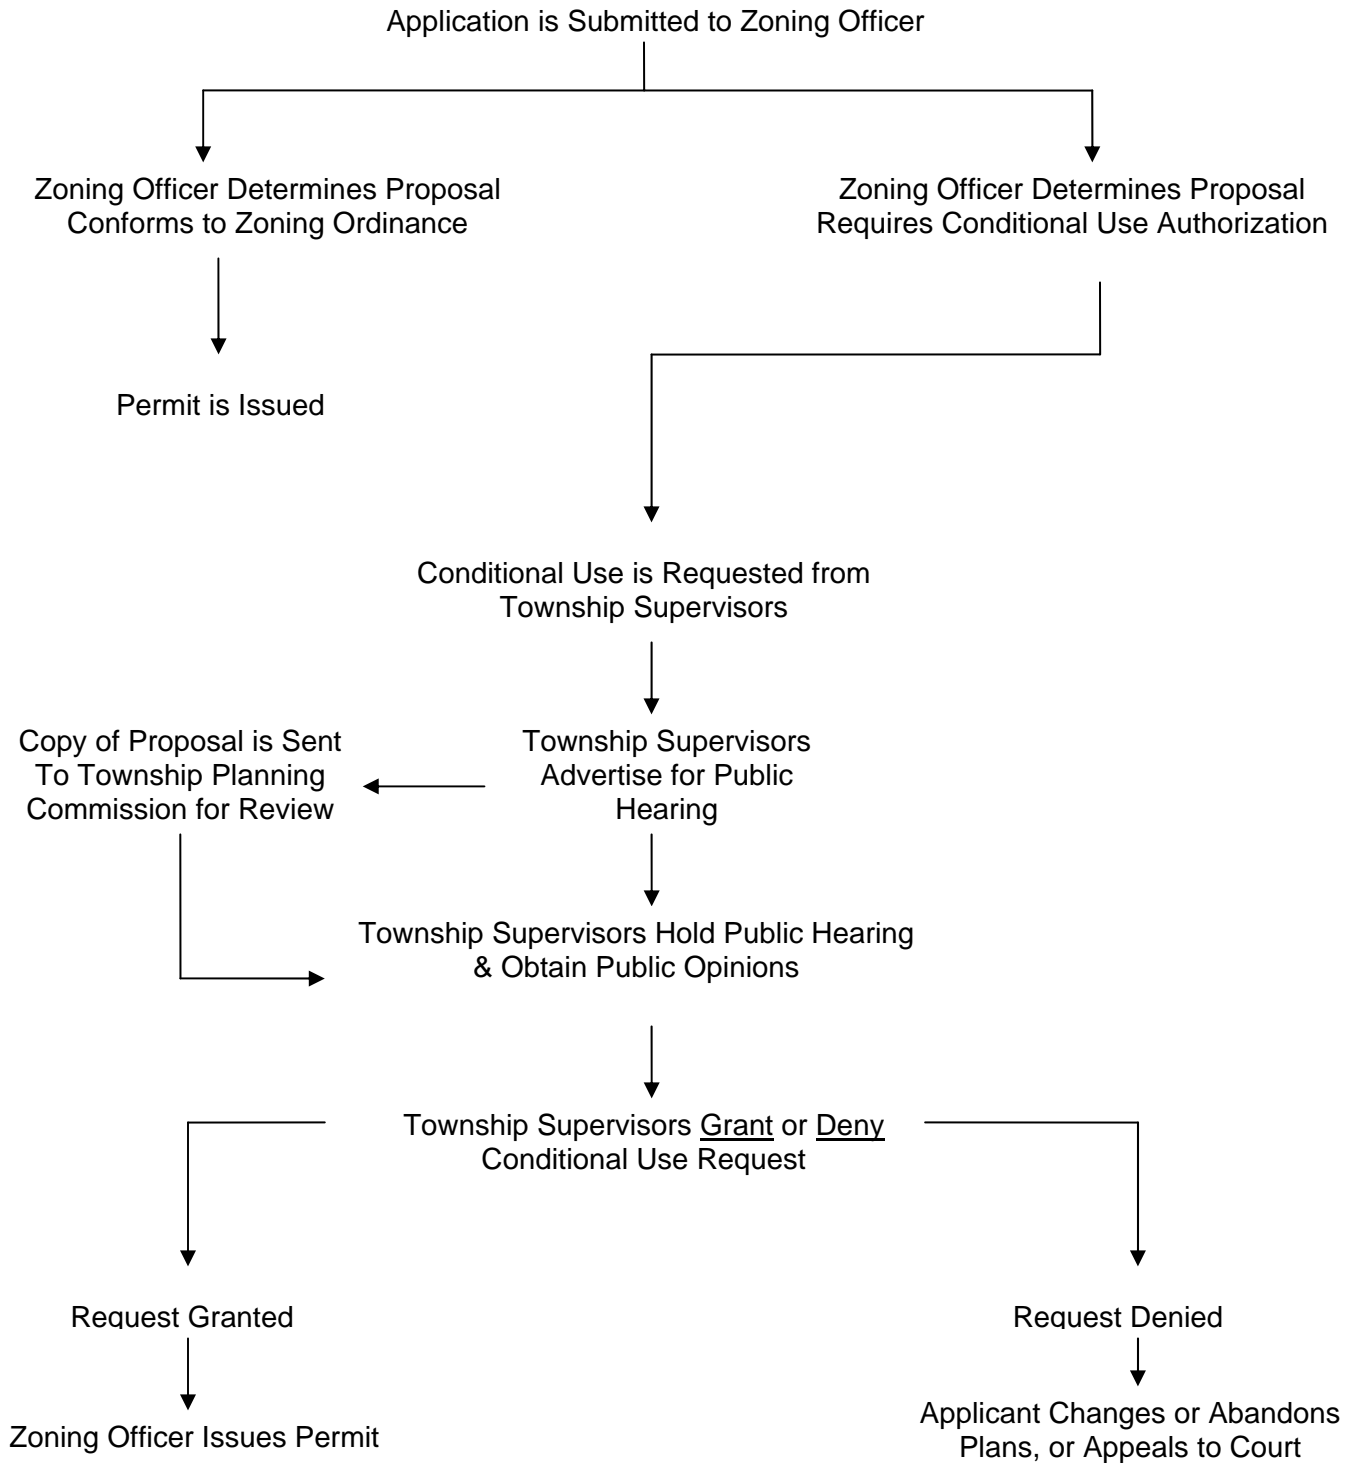 Application is Submitted to Zoning Officer
Zoning Officer Determines Proposal
Conforms to Zoning Ordinance
Zoning Officer Determines Proposal
Requires Conditional Use Authorization
Permit is Issued
Conditional Use is Requested from
Township Supervisors
Copy of Proposal is Sent
To Township Planning
Commission for Review
Township Supervisors
Advertise for Public
Hearing
Township Supervisors Hold Public Hearing
& Obtain Public Opinions
Township Supervisors Grant or Deny
Conditional Use Request
Request Granted
Request Denied
Zoning Officer Issues Permit
Applicant Changes or Abandons
Plans, or Appeals to Court